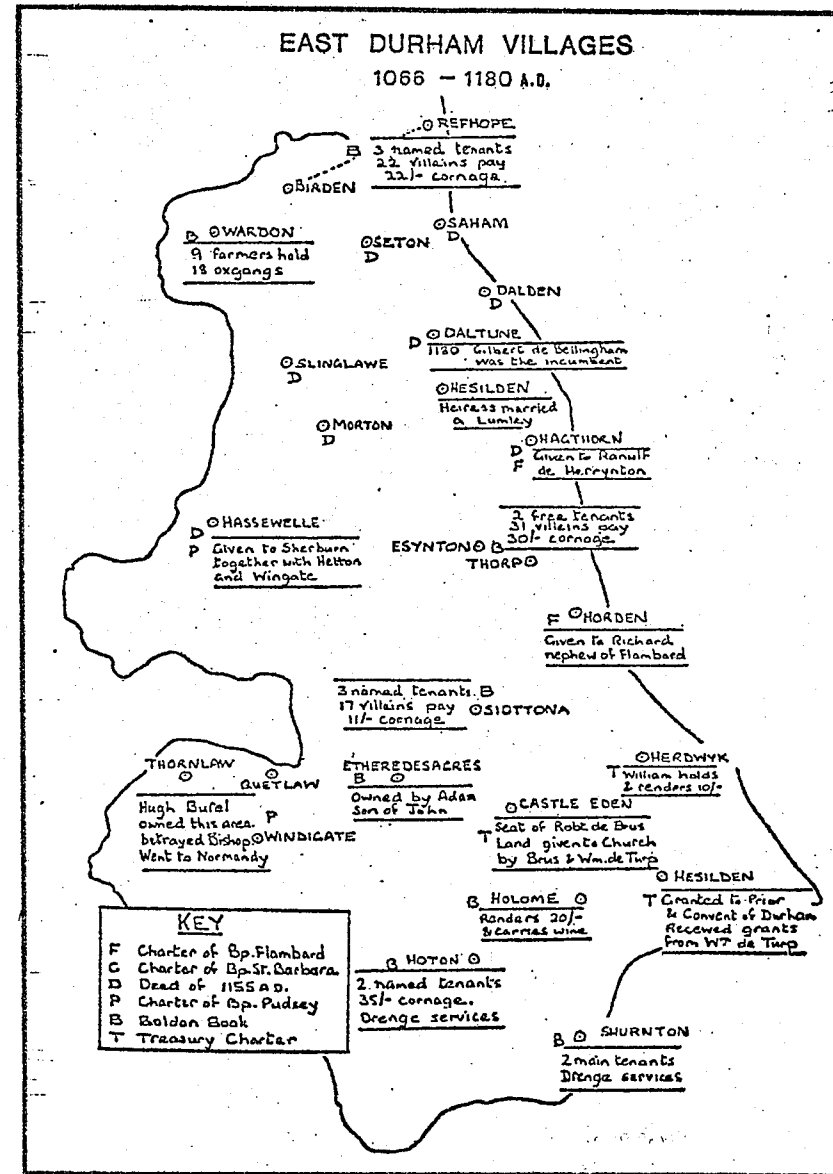 EAST DURHAM VILLAGES
1066 - 1180 A.D.
REFHOPE
B 3 named tenants
22 villains pay
22/- cornage
BIRDEN
B WARDON
9 farmers hold
18 oxgangs
SAHAM
D
SETON
D
DALDEN
D
D DALTUNE
1180 Gilbert de Bellingham
was the incumbent
SLINGLAWE
D
HESILDEN
Heiress married
a Lumley
MORTON
D
HAGTHORN
D Given to Ranulf
F de Herrynton
D HASSEWELLE
P Given to Sherburn
together with Hetton
and Wingate
2 free tenants
31 villains pay
30/- cornage
ESYNTON B
THORP
F HORDEN
Given to Richard
nephew of Flambard
3 named tenants B
17 villains pay
11/- cornage
SIOTTONA
THORNLAW
QUETLAW
Hugh Burel
owned this area
betrayed Bishop
Went to Normandy
P
WINDIGATE
ETHEREDESACRES
B
Owned by Adam
Son of John
HERDWYK
T William holds
& renders 10/-
CASTLE EDEN
T Seat of Robt de Brus
Land given to Church
by Brus & Wm. de Turp
HESILDEN
T Granted to Prior
& Convent of Durham
Received grants
from WT de Turp
B HOLOME
Renders 20/-
& carries wine
B HOTON
2 named tenants
35/- cornage.
Drenge services
B SHURNTON
2 main tenants
Drenge services
KEY
F Charter of Bp. Flambard
C Charter of Bp. St. Barbara
D Deed of 1155 A.D.
P Charter of Bp. Pudsey
B Boldon Book
T Treasury Charter